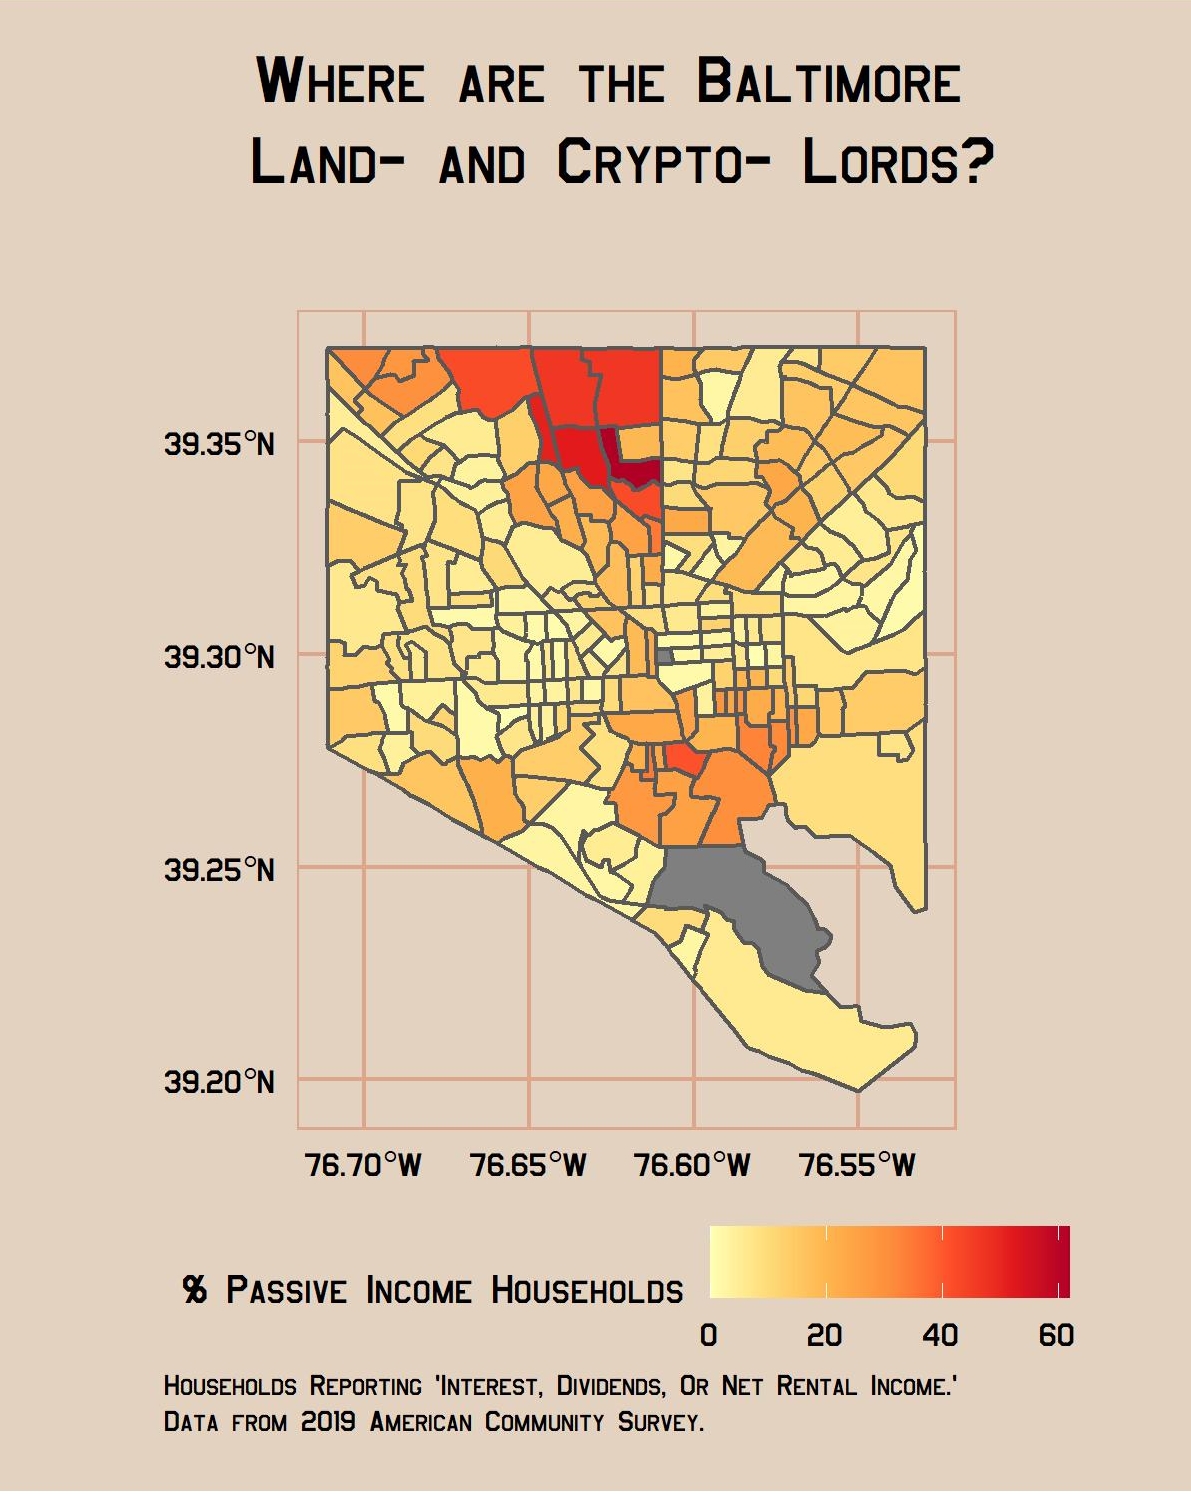 Where are the Baltimore
Land- and Crypto- Lords?
39.35°N
39.30°N
39.25°N
39.20°N
76.70°W 76.65°W 76.60°W 76.55°W
% Passive Income Households
0 20 40 60
Households Reporting 'Interest, Dividends, Or Net Rental Income.'
Data from 2019 American Community Survey.